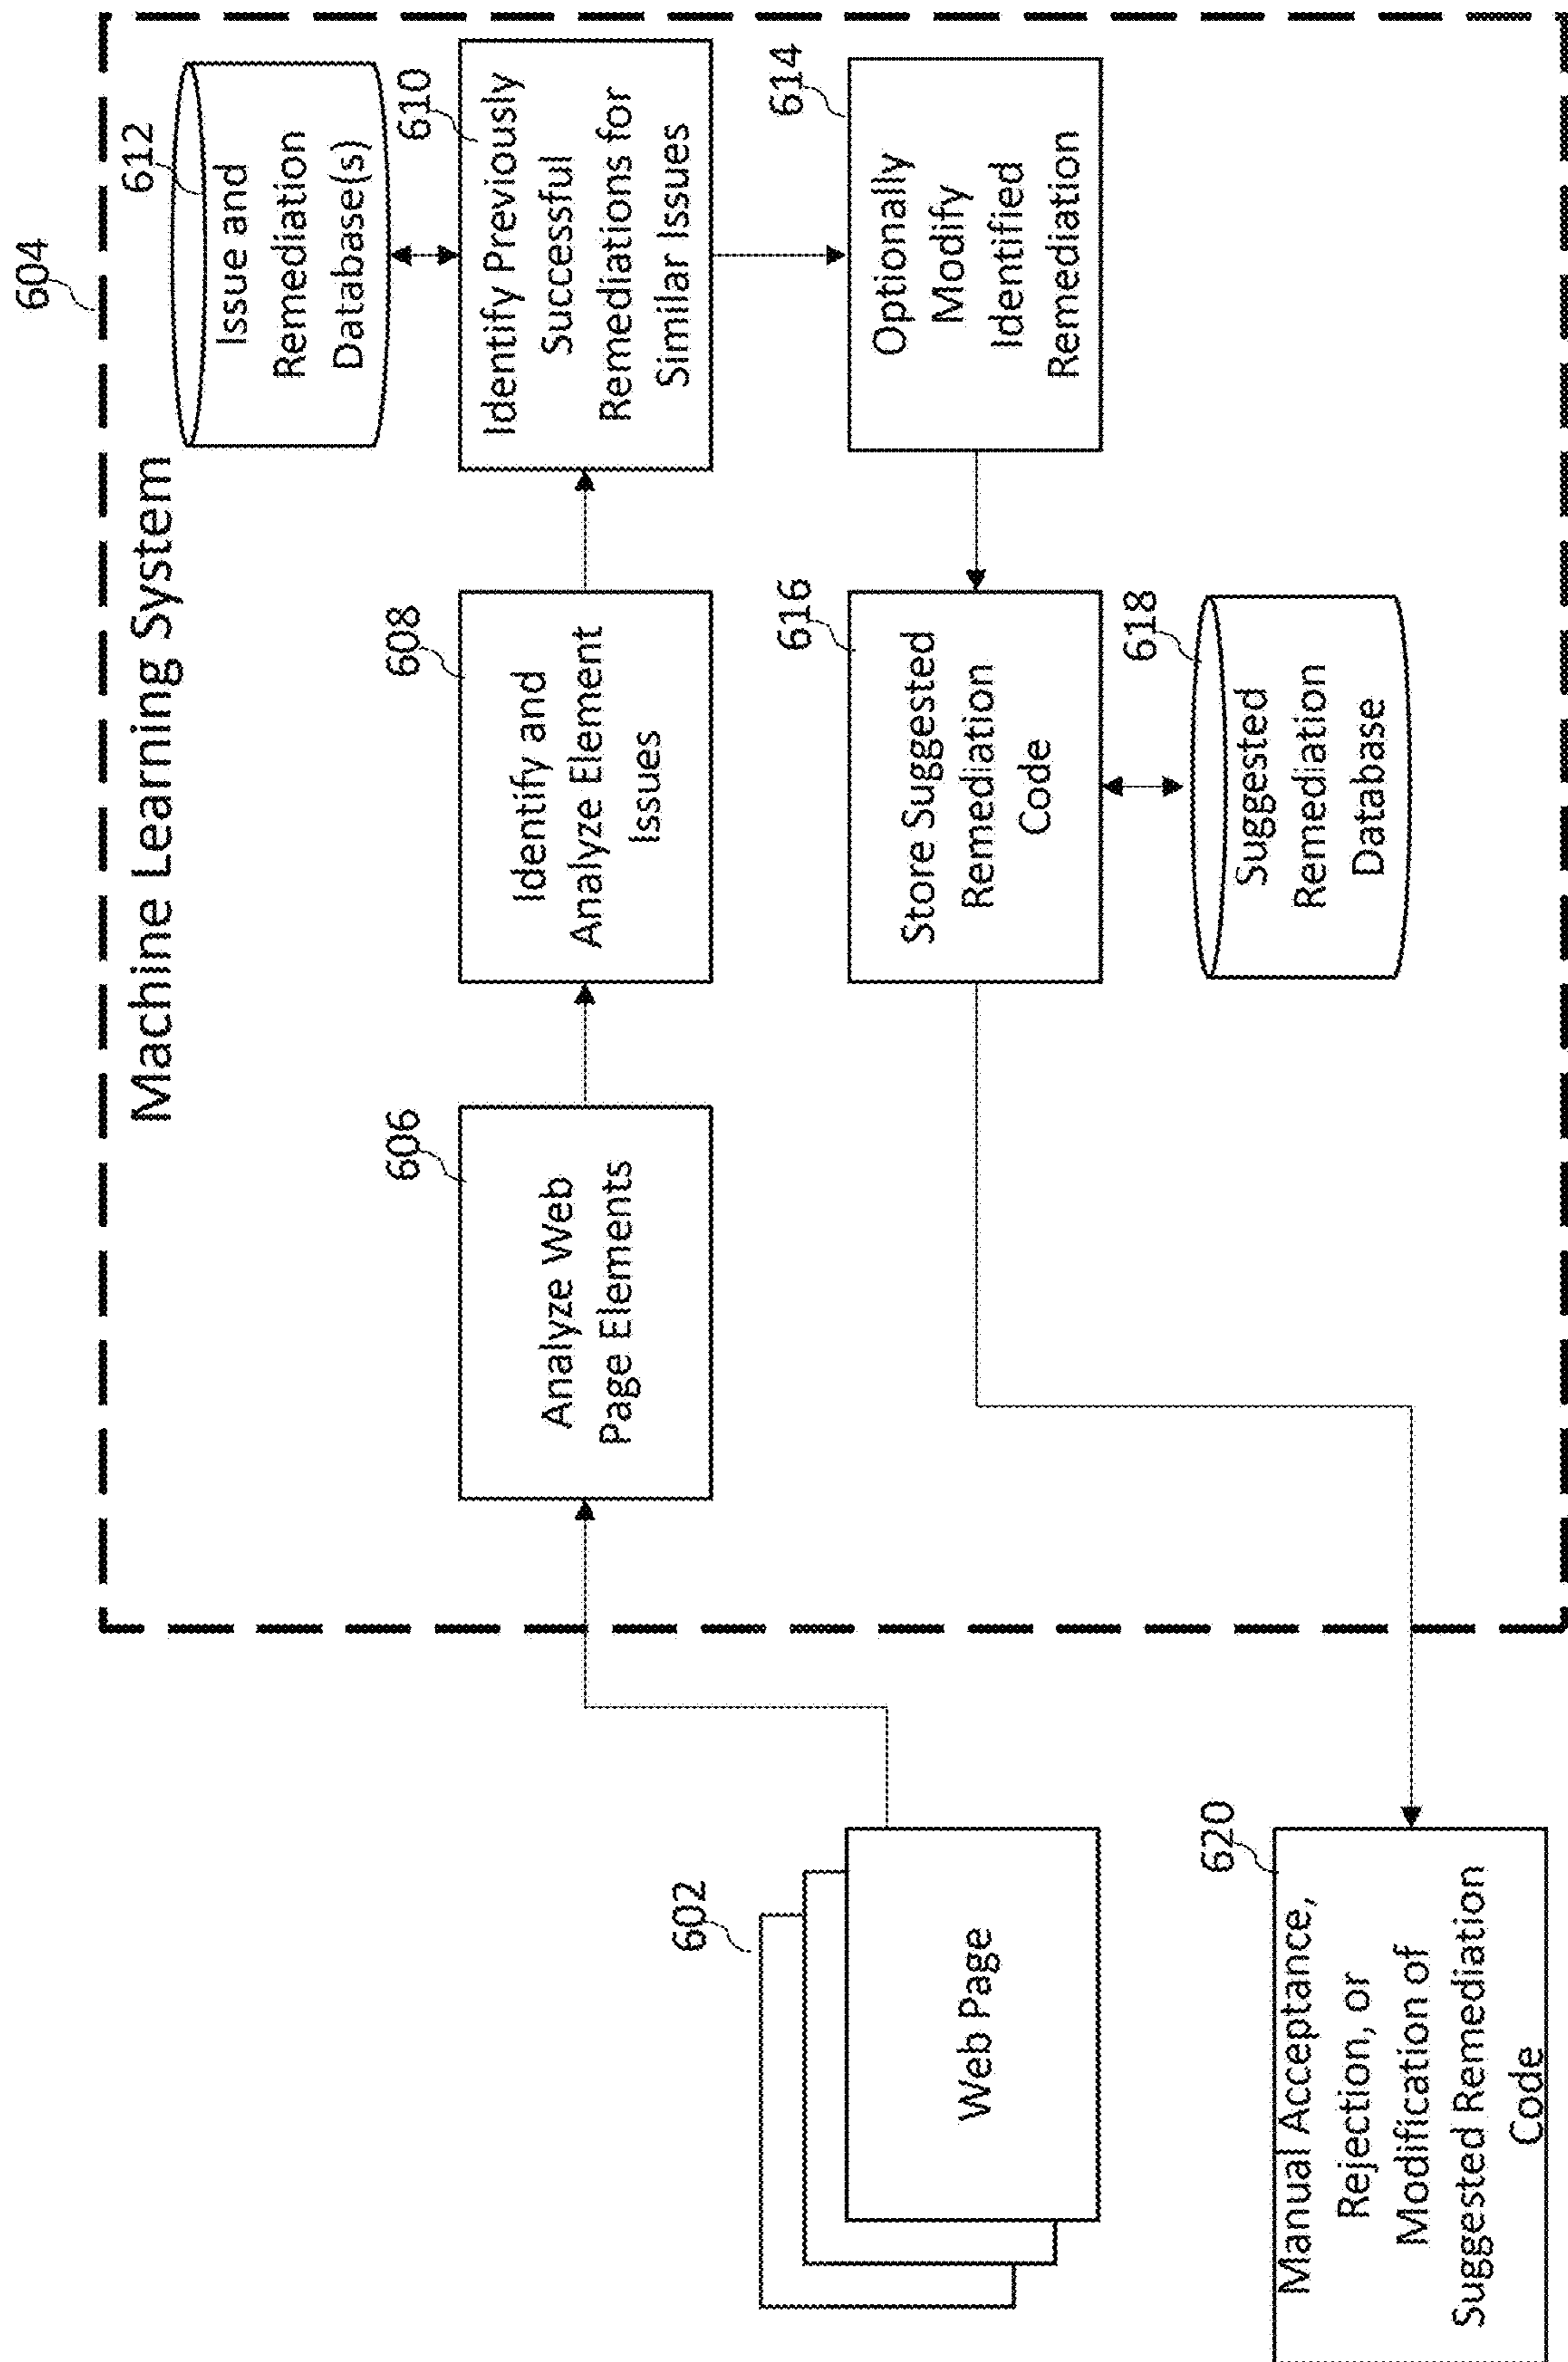 604
Machine Learning System
612
Issue and
Remediation
Database(s)
606
Analyze Web
Page Elements
608
Identify and
Analyze Element
Issues
610
Identify Previously
Successful
Remediations for
Similar Issues
602
Web Page
616
Store Suggested
Remediation
Code
614
Optionally
Modify
Identified
Remediation
618
Suggested
Remediation
Database
620
Manual Acceptance,
Rejection, or
Modification of
Suggested Remediation
Code